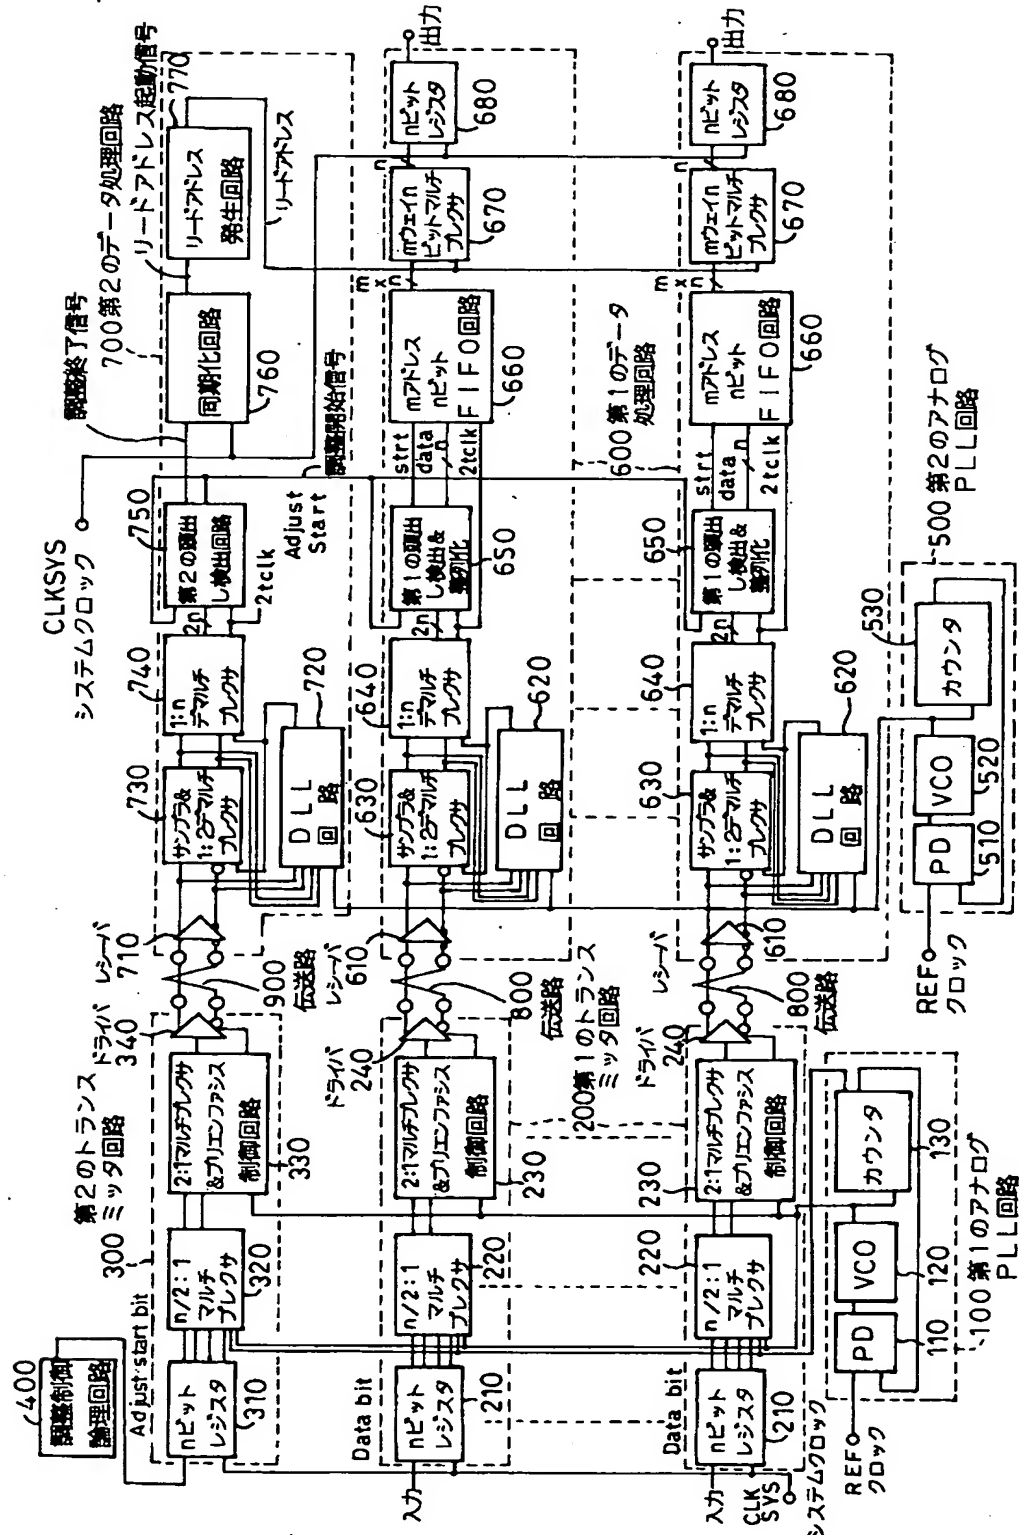 400
調整制御
論理回路
Adjust start bit
第2のトランス
300 ミッタ回路
nビット
レジスタ
310
n/2:1
マルチ
プレクサ
320
2:1マルチプレクサ
&プリエンファシス
制御回路
330
ドライバ
340
900
伝送路
レシーバ
710
サンプラ&
1:2デマルチ
プレクサ
730
1:n
デマルチ
プレクサ
740
DLL
回路
720
2n
2tclk
第2の頭出
し検出回路
750
CLKSYS
システムクロック
Adjust
Start
調整開始信号
調整終了信号
同期化回路
760
700第2のデータ処理回路
リードアドレス起動信号
リードアドレス
発生回路
770
リードアドレス
Data bit
入力
nビット
レジスタ
210
n/2:1
マルチ
プレクサ
220
2:1マルチプレクサ
&プリエンファシス
制御回路
230
ドライバ
240
800
伝送路
レシーバ
610
サンプラ&
1:2デマルチ
プレクサ
630
1:n
デマルチ
プレクサ
640
DLL
回路
620
2n
第1の頭出
し検出&
整列化
650
strt
data
n
2tclk
mアドレス
nビット
FIFO回路
660
m×n
mウェイn
ビットマルチ
プレクサ
670
n
nビット
レジスタ
680
出力
200第1のトランス
ミッタ回路
600第1のデータ
処理回路
Data bit
入力
CLK
SYS
システムクロック
nビット
レジスタ
210
n/2:1
マルチ
プレクサ
220
2:1マルチプレクサ
&プリエンファシス
制御回路
230
ドライバ
240
800
伝送路
レシーバ
610
サンプラ&
1:2デマルチ
プレクサ
630
1:n
デマルチ
プレクサ
640
DLL
回路
620
2n
第1の頭出
し検出&
整列化
650
strt
data
n
2tclk
mアドレス
nビット
FIFO回路
660
m×n
mウェイn
ビットマルチ
プレクサ
670
n
nビット
レジスタ
680
出力
REF
クロック
PD
110
VCO
120
カウンタ
130
100第1のアナログ
PLL回路
REF
クロック
PD
510
VCO
520
カウンタ
530
500第2のアナログ
PLL回路